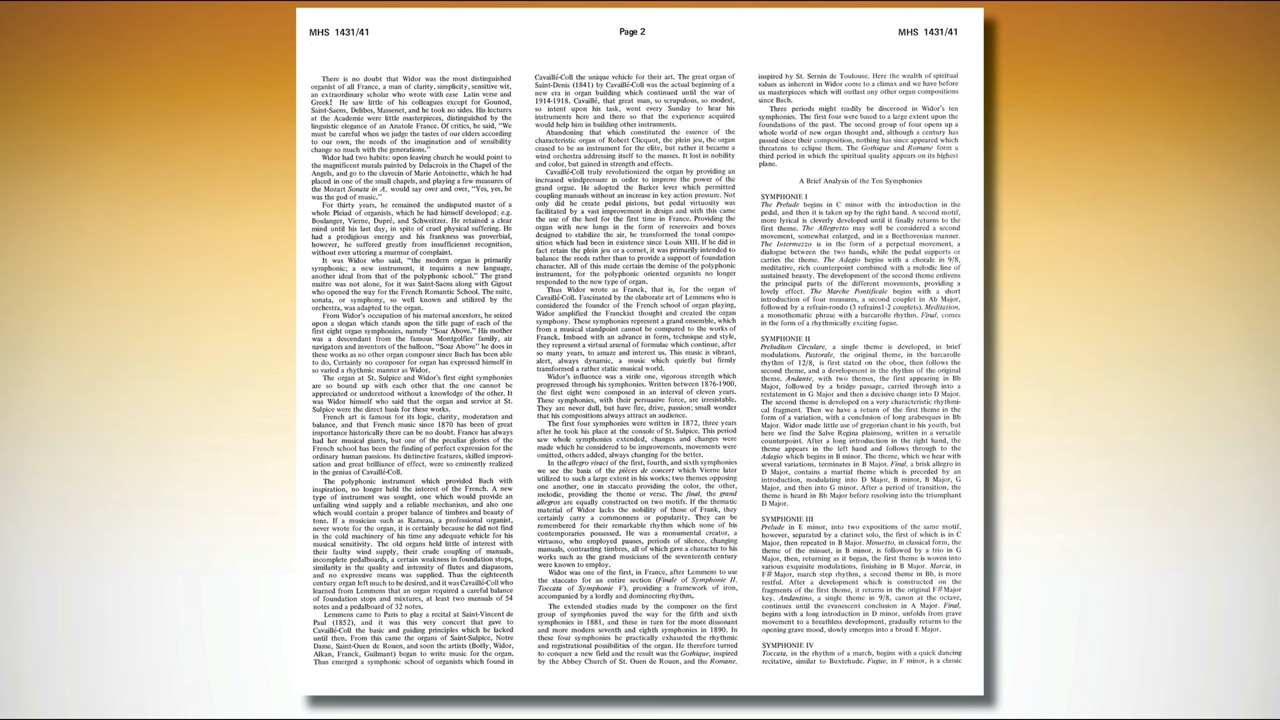 MHS 1431/41
Page 2
MHS 1431/41
There is no doubt that Widor was the most distinguished
organist of all France, a man of clarity, simplicity, sensitive wit,
an extraordinary scholar who wrote with ease Latin verse and
Greek! He saw little of his colleagues except for Gounod,
Saint-Saens, Delibes, Massenet, and he took no sides. His lectures
at the Academie were little masterpieces, distinguished by the
linguistic elegance of an Anatole France. Of critics, he said, "We
must be careful when we judge the tastes of our elders according
to our own, the needs of the imagination and of sensibility
change so much with the generations."
Widor had two habits: upon leaving church he would point to
the magnificent murals painted by Delacroix in the Chapel of the
Angels, and go to the clavecin of Marie Antoinette, which he had
placed in one of the small chapels, and playing a few measures of
the Mozart Sonata in A, would say over and over, "Yes, yes, he
was the god of music."
For thirty years, he remained the undisputed master of a
whole Pleiad of organists, which he had himself developed; e.g.
Boulanger, Vierne, Dupré, and Schweitzer. He retained a clear
mind until his last day, in spite of cruel physical suffering. He
had a prodigious energy and his frankness was proverbial,
however, he suffered greatly from insufficiennt recognition,
without ever uttering a murmur of complaint.
It was Widor who said, "the modern organ is primarily
symphonic; a new instrument, it requires a new language,
another ideal from that of the polyphonic school." The grand
maitre was not alone, for it was Saint-Saens along with Gigout
who opened the way for the French Romantic School. The suite,
sonata, or symphony, so well known and utilized by the
orchestra, was adapted to the organ.
From Widor's occupation of his maternal ancestors, he seized
upon a slogan which stands upon the title page of each of the
first eight organ symphonies, namely "Soar Above." His mother
was a descendant from the famous Montgolfier family, air
navigators and inventors of the balloon. "Soar Above" he does in
these works as no other organ composer since Bach has been able
to do. Certainly no composer for organ has expressed himself in
so varied a rhythmic manner as Widor.
The organ at St. Sulpice and Widor's first eight symphonies
are so bound up with each other that the one cannot be
appreciated or understood without a knowledge of the other. It
was Widor himself who said that the organ and service at St.
Sulpice were the direct basis for these works.
French art is famous for its logic, clarity, moderation and
balance, and that French music since 1870 has been of great
importance historically there can be no doubt. France has always
had her musical giants, but one of the peculiar glories of the
French school has been the finding of perfect expression for the
ordinary human passions. Its distinctive features, skilled improvi-
sation and great brilliance of effect, were so eminently realized
in the genius of Cavaillé-Coll.
The polyphonic instrument which provided Bach with
inspiration, no longer held the interest of the French. A new
type of instrument was sought, one which would provide an
unfailing wind supply and a reliable mechanism, and also one
which would contain a proper balance of timbres and beauty of
tone. If a musician such as Rameau, a professional organist,
never wrote for the organ, it is certainly because he did not find
in the cold machinery of his time any adequate vehicle for his
musical sensitivity. The old organs held little of interest with
their faulty wind supply, their crude coupling of manuals,
incomplete pedalboards, a certain weakness in foundation stops,
similarity in the quality and intensity of flutes and diapasons,
and no expressive means was supplied. Thus the eighteenth
century organ left much to be desired, and it was Cavaillé-Coll who
learned from Lemmens that an organ required a careful balance
of foundation stops and mixtures, at least two manuals of 54
notes and a pedalboard of 32 notes.
Lemmens came to Paris to play a recital at Saint-Vincent de
Paul (1852), and it was this very concert that gave to
Cavaillé-Coll the basic and guiding principles which he lacked
until then. From this came the organs of Saint-Sulpice, Notre
Dame, Saint-Ouen de Rouen, and soon the artists (Boëly, Widor,
Alkan, Franck, Guilmant) began to write music for the organ.
Thus emerged a symphonic school of organists which found in
Cavaillé-Coll the unique vehicle for their art. The great organ of
Saint-Denis (1841) by Cavaillé-Coll was the actual beginning of a
new era in organ building which continued until the war of
1914-1918. Cavaillé, that great man, so scrupulous, so modest,
so intent upon his task, went every Sunday to hear his
instruments here and there so that the experience acquired
would help him in building other instruments.
Abandoning that which constituted the essence of the
characteristic organ of Robert Clicquot, the plein jeu, the organ
ceased to be an instrument for the elite, but rather it became a
wind orchestra addressing itself to the masses. It lost in nobility
and color, but gained in strength and effects.
Cavaillé-Coll truly revolutionized the organ by providing an
increased windpressure in order to improve the power of the
grand orgue. He adopted the Barker lever which permitted
coupling manuals without an increase in key action pressure. Not
only did he create pedal pistons, but pedal virtuosity was
facilitated by a vast improvement in design and with this came
the use of the heel for the first time in France. Providing the
organ with new lungs in the form of reservoirs and boxes
designed to stabilize the air, he transformed the tonal compo-
sition which had been in existence since Louis XIII. If he did in
fact retain the plein jeu or a cornet, it was primarily intended to
balance the reeds rather than to provide a support of foundation
character. All of this made certain the demise of the polyphonic
instrument, for the polyphonic oriented organists no longer
responded to the new type of organ.
Thus Widor wrote as Franck, that is, for the organ of
Cavaillé-Coll. Fascinated by the elaborate art of Lemmens who is
considered the founder of the French school of organ playing,
Widor amplified the Franckist thought and created the organ
symphony. These symphonies represent a grand ensemble, which
from a musical standpoint cannot be compared to the works of
Franck. Imbued with an advance in form, technique and style,
they represent a virtual arsenal of formulae which continue, after
so many years, to amaze and interest us. This music is vibrant,
alert, always dynamic, a music which quietly but firmly
transformed a rather static musical world.
Widor's influence was a virile one, vigorous strength which
progressed through his symphonies. Written between 1876-1900,
the first eight were composed in an interval of eleven years.
These symphonies, with their persuasive force, are irresistable.
They are never dull, but have fire, drive, passion; small wonder
that his compositions always attract an audience.
The first four symphonies were written in 1872, three years
after he took his place at the console of St. Sulpice. This period
saw whole symphonies extended, changes and changes were
made which he considered to be improvements, movements were
omitted, others added, always changing for the better.
In the allegro vivaci of the first, fourth, and sixth symphonies
we see the basis of the pièces de concert which Vierne later
utilized to such a large extent in his works; two themes opposing
one another, one in staccato providing the color, the other,
melodic, providing the theme or verse. The final, the grand
allegros are equally constructed on two motifs. If the thematic
material of Widor lacks the nobility of those of Frank, they
certainly carry a commonness or popularity. They can be
remembered for their remarkable rhythm which none of his
contemporaries possessed. He was a monumental creator, a
virtuoso, who employed pauses, periods of silence, changing
manuals, contrasting timbres, all of which gave a character to his
works such as the grand musicians of the seventeenth century
were known to employ.
Widor was one of the first, in France, after Lemmens to use
the staccato for an entire section (Finale of Symphonie II,
Toccata of Symphonie V), providing a framework of iron,
accompanied by a lordly and dominoering rhythm.
The extended studies made by the composer on the first
group of symphonies paved the way for the fifth and sixth
symphonies in 1881, and these in turn for the more dissonant
and more modern seventh and eighth symphonies in 1890. In
these four symphonies he practically exhausted the rhythmic
and registrational possibilities of the organ. He therefore turned
to conquer a new field and the result was the Gothique, inspired
by the Abbey Church of St. Ouen de Rouen, and the Romane,
inspired by St. Sernin de Toulouse. Here the wealth of spiritual
values as inherent in Widor come to a climax and we have before
us masterpieces which will outlast any other organ compositions
since Bach.
Three periods might readily be discerned in Widor's ten
symphonies. The first four were based to a large extent upon the
foundations of the past. The second group of four opens up a
whole world of new organ thought and, although a century has
passed since their composition, nothing has since appeared which
threatens to eclipse them. The Gothique and Romane form a
third period in which the spiritual quality appears on its highest
plane.
A Brief Analysis of the Ten Symphonies
SYMPHONIE I
The Prelude begins in C minor with the introduction in the
pedal, and then it is taken up by the right hand. A second motif,
more lyrical is cleverly developed until it finally returns to the
first theme. The Allegretto may well be considered a second
movement, somewhat enlarged, and in a Beethovenian manner.
The Intermezzo is in the form of a perpetual movement, a
dialogue between the two hands, while the pedal supports or
carries the theme. The Adagio begins with a chorale in 9/8,
meditative, rich counterpoint combined with a melodic line of
sustained beauty. The development of the second theme enlivens
the principal parts of the different movements, providing a
lovely effect. The Marche Pontificale begins with a short
introduction of four measures, a second couplet in Ab Major,
followed by a refrain-rondo (3 refrains1-2 couplets). Meditation,
a monothematic phrase with a barcarolle rhythm. Final, comes
in the form of a rhythmically exciting fugue.
SYMPHONIE II
Preludium Circulare, a single theme is developed, in brief
modulations. Pastorale, the original theme, in the barcarolle
rhythm of 12/8, is first stated on the oboe, then follows the
second theme, and a development in the rhythm of the original
theme. Andante, with two themes, the first appearing in Bb
Major, followed by a bridge passage, carried through into a
restatement in G Major and then a decisive change into D Major.
The second theme is developed on a very characteristic rhythmi-
cal fragment. Then we have a return of the first theme in the
form of a variation, with a conclusion of long arabesques in Bb
Major. Widor made little use of gregorian chant in his youth, but
here we find the Salve Regina plainsong, written in a versatile
counterpoint. After a long introduction in the right hand, the
theme appears in the left hand and follows through to the
Adagio which begins in B minor. The theme, which we hear with
several variations, terminates in B Major. Final, a brisk allegro in
D Major, contains a martial theme which is preceded by an
introduction, modulating into D Major, B minor, B Major, G
Major, and then into G minor. After a period of transition, the
theme is heard in Bb Major before resolving into the triumphant
D Major.
SYMPHONIE III
Prelude in E minor, into two expositions of the same motif,
however, separated by a clarinet solo, the first of which is in C
Major, then repeated in B Major. Minuetto, in classical form, the
theme of the minuet, in B minor, is followed by a trio in G
Major, then, returning as it began, the first theme is woven into
various exquisite modulations, finishing in B Major. Marcia, in
F# Major, march step rhythm, a second theme in Bb, is more
restful. After a development which is constructed on the
fragments of the first theme, it returns in the original F# Major
key. Andantino, a single theme in 9/8, canon at the octave,
continues until the evanescent conclusion in A Major. Final,
begins with a long introduction in D minor, unfolds from grave
movement to a breathless development, gradually returns to the
opening grave mood, slowly emerges into a broad E Major.
SYMPHONIE IV
Toccata, in the rhythm of a march, begins with a quick dancing
recitative, similar to Buxtehude. Fugue, in F minor, is a classic